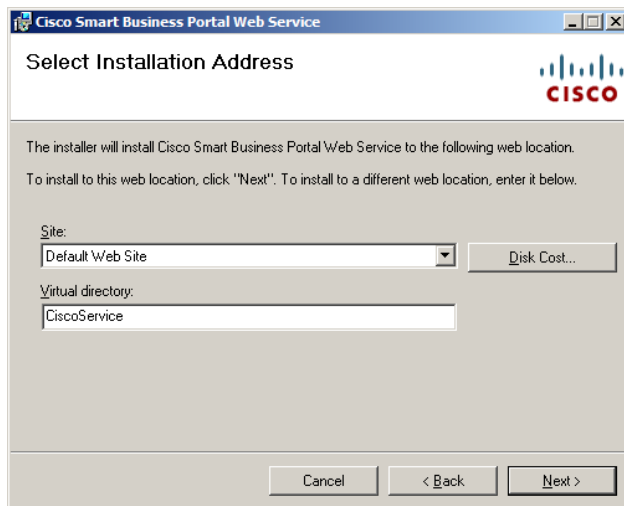 Cisco Smart Business Portal Web Service
Select Installation Address
CISCO
The installer will install Cisco Smart Business Portal Web Service to the following web location.
To install to this web location, click "Next". To install to a different web location, enter it below.
Site:
Default Web Site
Disk Cost...
Virtual directory:
CiscoService
Cancel
< Back
Next >